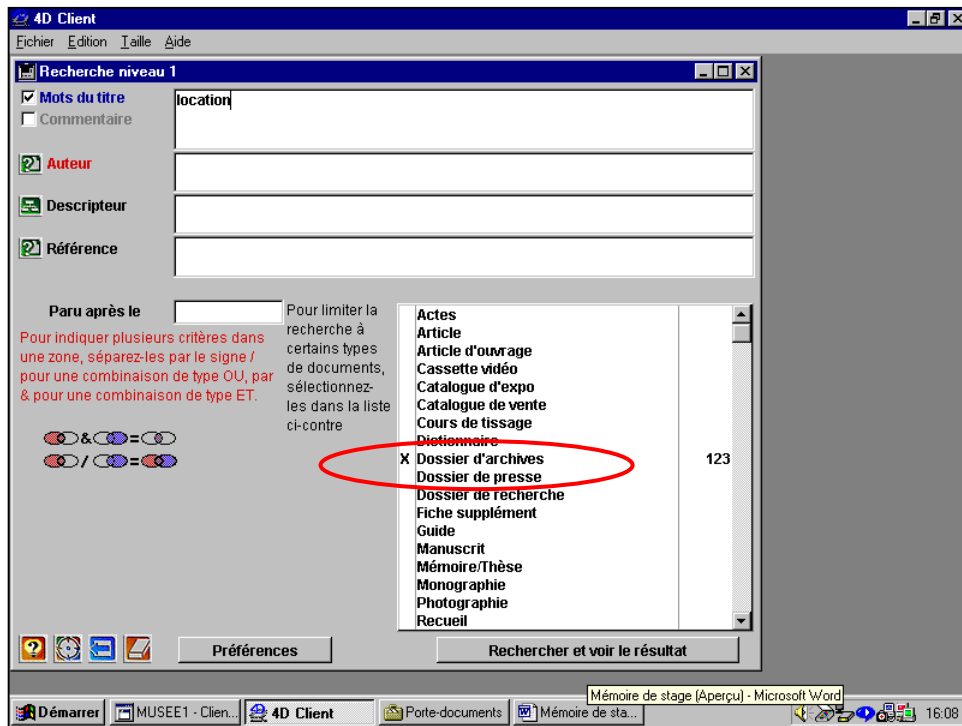 4D Client
Fichier Edition Taille Aide
Recherche niveau 1
Mots du titre
location
Commentaire
Auteur
Descripteur
Référence
Paru après le
Pour indiquer plusieurs critères dans
une zone, séparez-les par le signe /
pour une combinaison de type OU, par
& pour une combinaison de type ET.
&=
/=
Pour limiter la
recherche à
certains types
de documents,
sélectionnez-
les dans la liste
ci-contre
Actes
Article
Article d'ouvrage
Cassette vidéo
Catalogue d'expo
Catalogue de vente
Cours de tissage
Dictionnaire
X Dossier d'archives 123
Dossier de presse
Dossier de recherche
Fiche supplément
Guide
Manuscrit
Mémoire/Thèse
Monographie
Photographie
Recueil
Préférences
Rechercher et voir le résultat
Mémoire de stage (Aperçu) - Microsoft Word
Démarrer MUSEE1 - Clien... 4D Client Porte-documents Mémoire de sta... 16:08